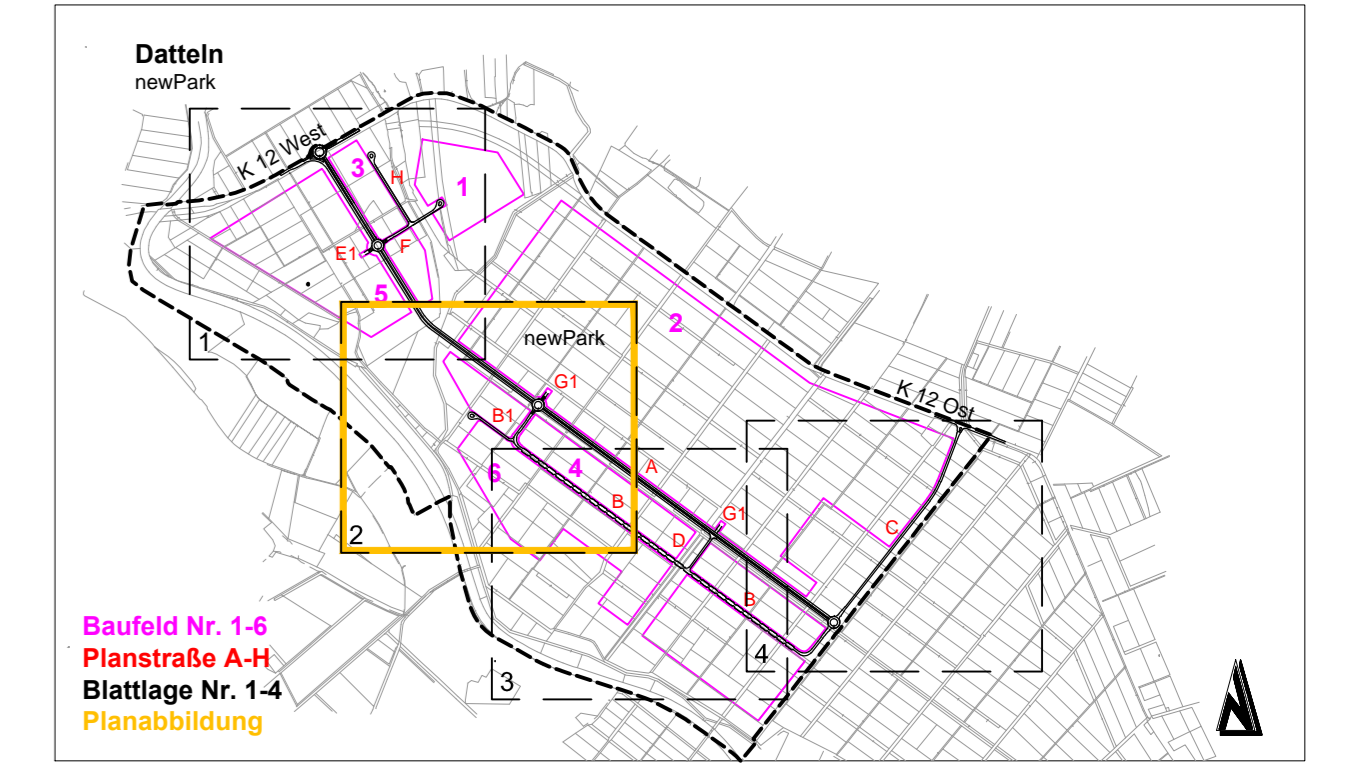 Datteln
newPark
K 12 West
3
H
1
E1
F
5
2
1
newPark
G1
K 12 Ost
B1
4
A
6
B
G1
C
D
2
B
4
3
Baufeld Nr. 1-6
Planstraße A-H
Blattlage Nr. 1-4
Planabbildung
N